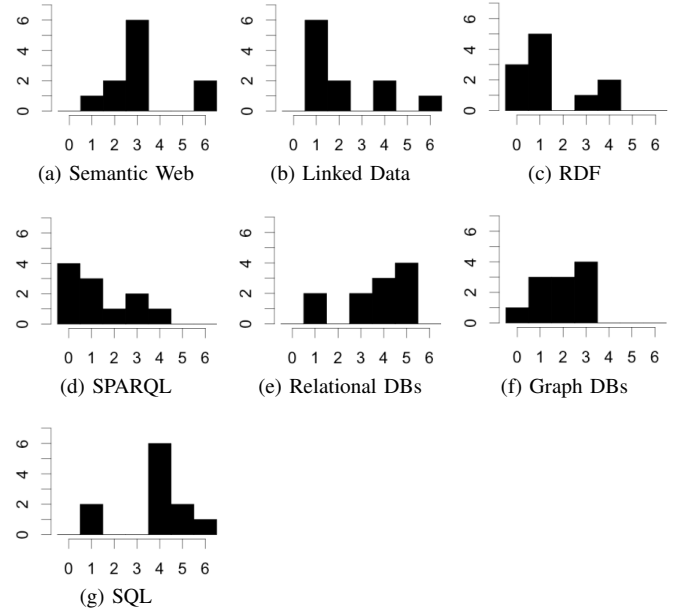 0 2 4 6
0 1 2 3 4 5 6
(a) Semantic Web
0 2 4 6
0 1 2 3 4 5 6
(b) Linked Data
0 2 4 6
0 1 2 3 4 5 6
(c) RDF
0 2 4 6
0 1 2 3 4 5 6
(d) SPARQL
0 2 4 6
0 1 2 3 4 5 6
(e) Relational DBs
0 2 4 6
0 1 2 3 4 5 6
(f) Graph DBs
0 2 4 6
0 1 2 3 4 5 6
(g) SQL